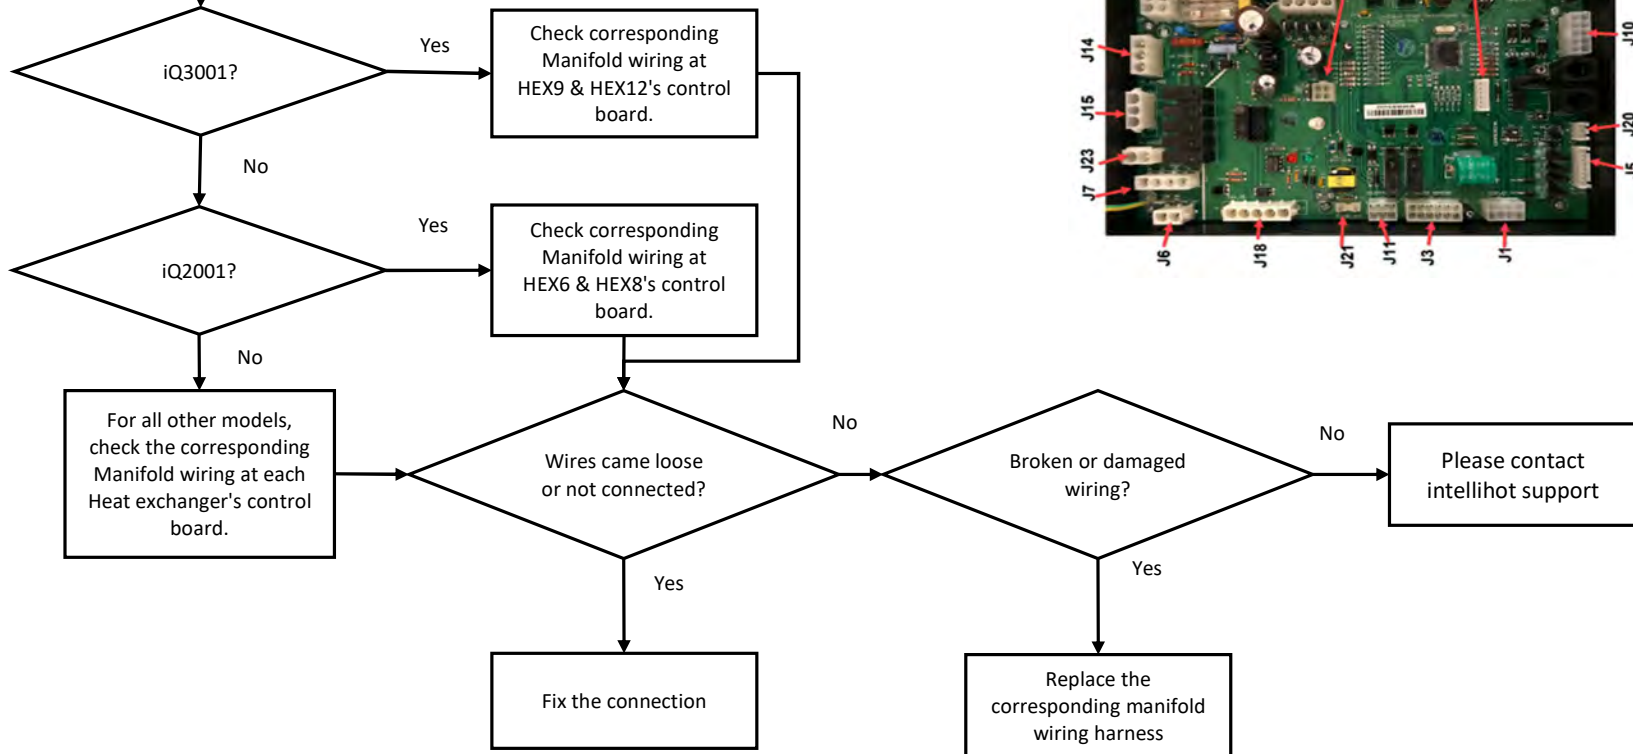 iQ3001?
Yes
Check corresponding
Manifold wiring at
HEX9 & HEX12's control
board.
No
iQ2001?
Yes
Check corresponding
Manifold wiring at
HEX6 & HEX8's control
board.
No
For all other models,
check the corresponding
Manifold wiring at each
Heat exchanger's control
board.
Wires came loose
or not connected?
No
Broken or damaged
wiring?
No
Please contact
intellihot support
Yes
Fix the connection
Yes
Replace the
corresponding manifold
wiring harness
J14
J15
J23
J7
J6
J18
J21
J11
J3
J1
J10
J20
J5